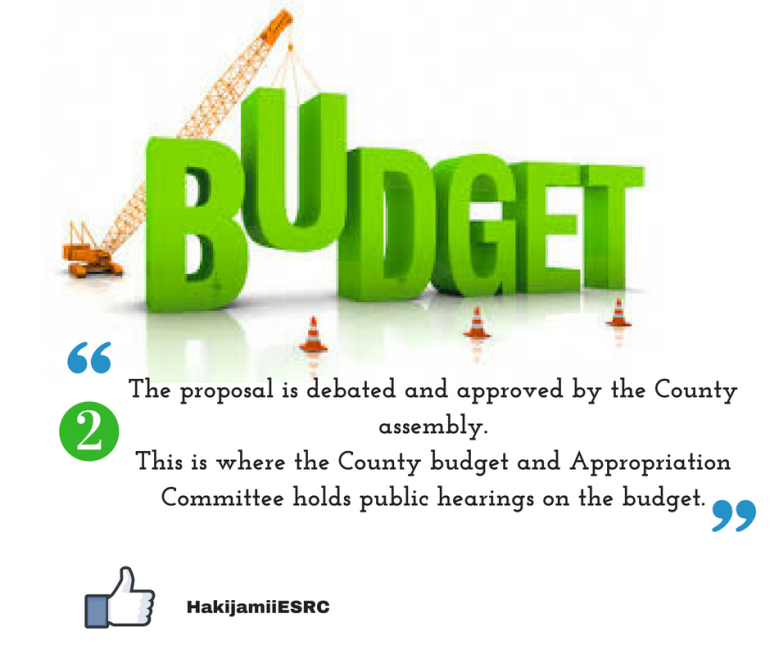 BUDGET
“
The proposal is debated and approved by the County
assembly.
2
This is where the County budget and Appropriation
Committee holds public hearings on the budget.
”
HakijamiiESRC